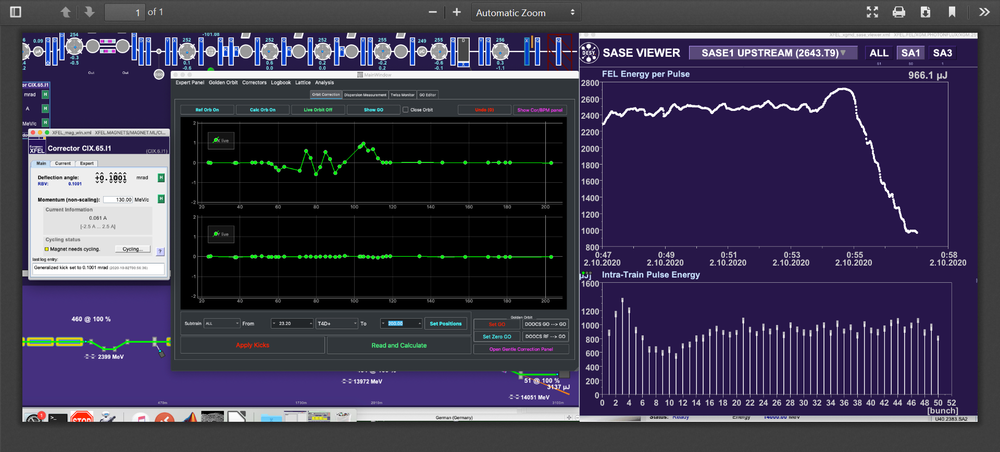 1 of 1
Automatic Zoom
254
252
-101.08
252
252
255
249
255
256
0.09
µA
pC
-0.3
-0.5
0.1
-0.6
0.6
0.0
0.2
0.0
-0.2
0.2
-0.6
-0.1
0.3
-1.1
Out
Out
or CIX.65.I1
mrad H
A H
MeV/c H
XFEL_mag_win.xml XFEL.MAGNETS/MAGNET.ML/CI...
European
XFEL
Corrector CIX.65.I1
(CIX.6.I1)
Main Current Expert
Deflection angle: +0.1001 mrad H
RBV: 0.1001
Momentum (non-scaling): 130.00 MeV/c H
Current Information
0.061 A
[-2.5 A ... 2.5 A]
Cycling status
Magnet needs cycling. Cycling... ?
last log entry:
Generalized kick set to 0.1001 mrad (2020-10-02T00:56:36)
460 @ 100 %
2399 MeV
13972 MeV
51 @ 100 %
3137 µJ
14051 MeV
470m 1730m 2010m 3100m
German (Germany)
MainWindow
Expert Panel Golden Orbit Correctors Logbook Lattice Analysis
Orbit Correction Dispersion Measurement Twiss Monitor GO Editor
Ref Orb On Calc Orb On Live Orbit Off Show GO Close Orbit Undo (0) Show Cor/BPM panel
X live
2
1
0
-1
-2
20 40 60 80 100 120 140 160 180 200
Y live
2
1
0
-1
-2
20 40 60 80 100 120 140 160 180 200
Subtrain ALL From 23.20 T4D+ To 200.00 Set Positions
Apply Kicks Read and Calculate
Golden Orbit
Set GO DOOCS GO --> GO
Set Zero GO DOOCS RF --> GO
Open Gentle Correction Panel
XFEL_xgmd_sase_viewer.xml XFEL.FEL/XGM.PHOTONFLUX/XGM.25
DESY
SASE VIEWER SASE1 UPSTREAM (2643.T9) ALL SA1 SA3
51 50 1
FEL Energy per Pulse 966.1 µJ
2800
2600
2400
2200
2000
1800
1600
1400
1200
1000
800
0:47 0:49 0:51 0:53 0:55 0:58
2.10.2020 2.10.2020 2.10.2020 2.10.2020 2.10.2020 2.10.2020
Intra-Train Pulse Energy
µJ]
1600
1200
1000
800
600
400
200
0
0 2 4 6 8 10 12 14 16 18 20 22 24 26 28 30 32 34 36 38 40 42 44 46 48 50 52
[bunch]
Status: Ready Energy 14000.00 MeV U40.2383.SA2
1
STOP